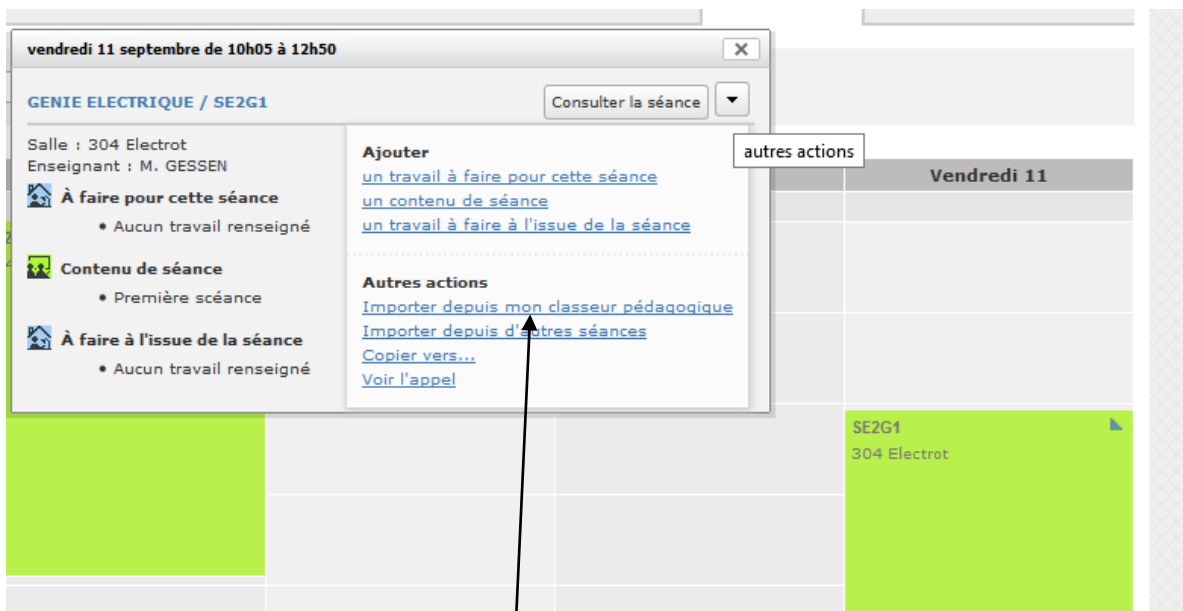 vendredi 11 septembre de 10h05 à 12h50
GENIE ELECTRIQUE / SE2G1
Consulter la séance
Salle : 304 Electrot
Enseignant : M. GESSEN
À faire pour cette séance
• Aucun travail renseigné
Contenu de séance
• Première scéance
À faire à l'issue de la séance
• Aucun travail renseigné
Ajouter
un travail à faire pour cette séance
un contenu de séance
un travail à faire à l'issue de la séance
Autres actions
Importer depuis mon classeur pédagogique
Importer depuis d'autres séances
Copier vers...
Voir l'appel
autres actions
Vendredi 11
SE2G1
304 Electrot